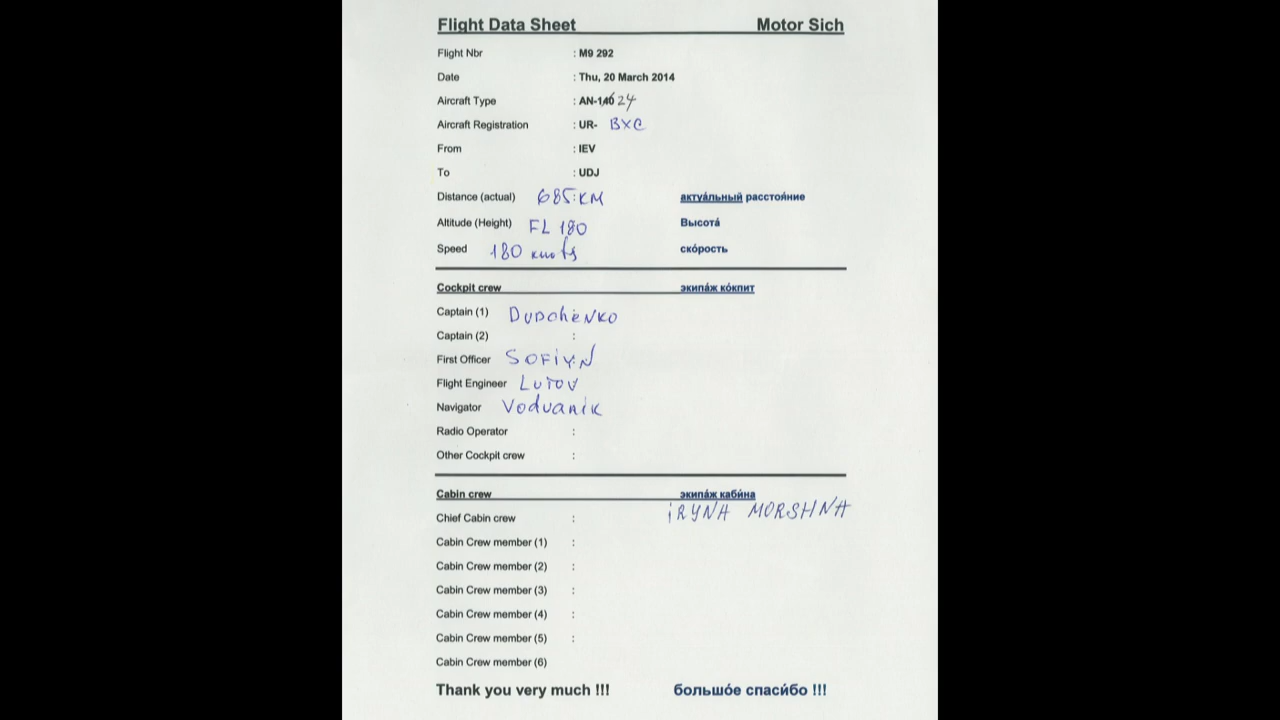 Flight Data Sheet Motor Sich
Flight Nbr : M9 292
Date : Thu, 20 March 2014
Aircraft Type : AN-140 24
Aircraft Registration : UR- BXC
From : IEV
To : UDJ
Distance (actual) 685 KM актуа́льный расстоя́ние
Altitude (Height) FL 180 Высота́
Speed 180 knots ско́рость
Cockpit crew экипа́ж ко́кпит
Captain (1) DUDCHENKO
Captain (2) :
First Officer SOFIYN
Flight Engineer LUTOV
Navigator Voduanik
Radio Operator :
Other Cockpit crew :
Cabin crew экипа́ж каби́на
Chief Cabin crew : iRYNA MORSHNA
Cabin Crew member (1) :
Cabin Crew member (2) :
Cabin Crew member (3) :
Cabin Crew member (4) :
Cabin Crew member (5) :
Cabin Crew member (6)
Thank you very much !!! большо́е спаси́бо !!!